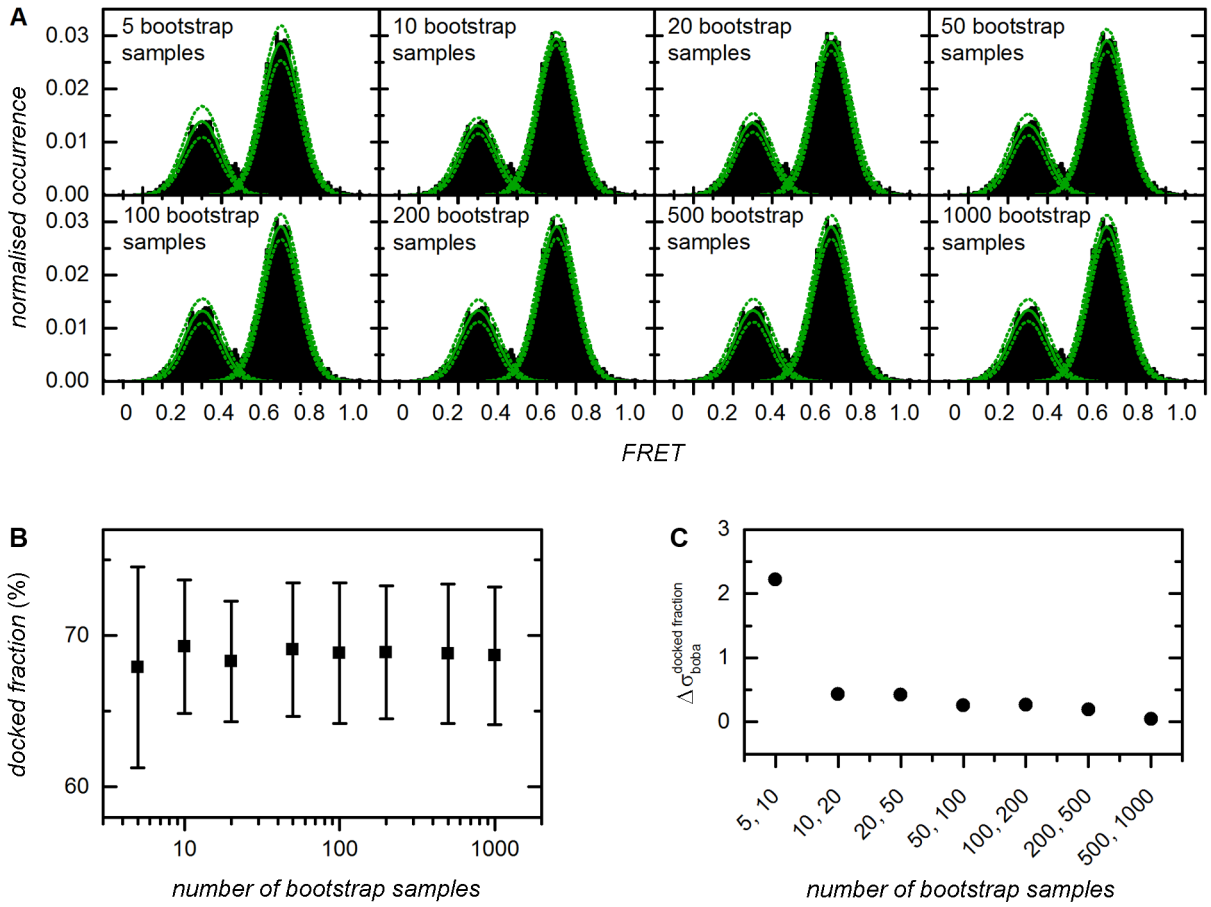 A
5 bootstrap samples
10 bootstrap samples
20 bootstrap samples
50 bootstrap samples
0.03
0.02
0.01
0.00
100 bootstrap samples
200 bootstrap samples
500 bootstrap samples
1000 bootstrap samples
0.03
0.02
0.01
0.00
normalised occurrence
0 0.2 0.4 0.6 0.8 1.0
0 0.2 0.4 0.6 0.8 1.0
0 0.2 0.4 0.6 0.8 1.0
0 0.2 0.4 0.6 0.8 1.0
FRET
B
docked fraction (%)
70
60
10 100 1000
number of bootstrap samples
C
Δσ boba docked fraction
3
2
1
0
5, 10
10, 20
20, 50
50, 100
100, 200
200, 500
500, 1000
number of bootstrap samples